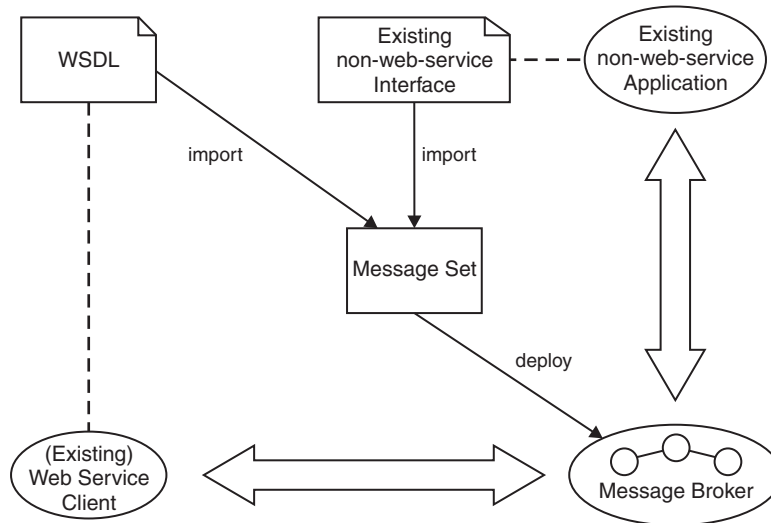 WSDL
Existing
non-web-service
Interface
Existing
non-web-service
Application
import
import
Message Set
deploy
(Existing)
Web Service
Client
Message Broker